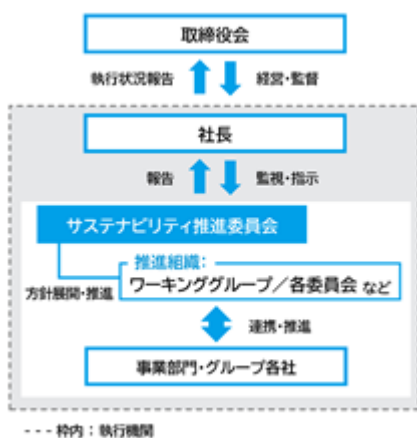 取締役会
執行状況報告 経営・監督
社長
報告 監視・指示
サステナビリティ推進委員会
推進組織:
ワーキンググループ／各委員会 など
方針展開・推進
連携・推進
事業部門・グループ各社
--- 枠内：執行機関